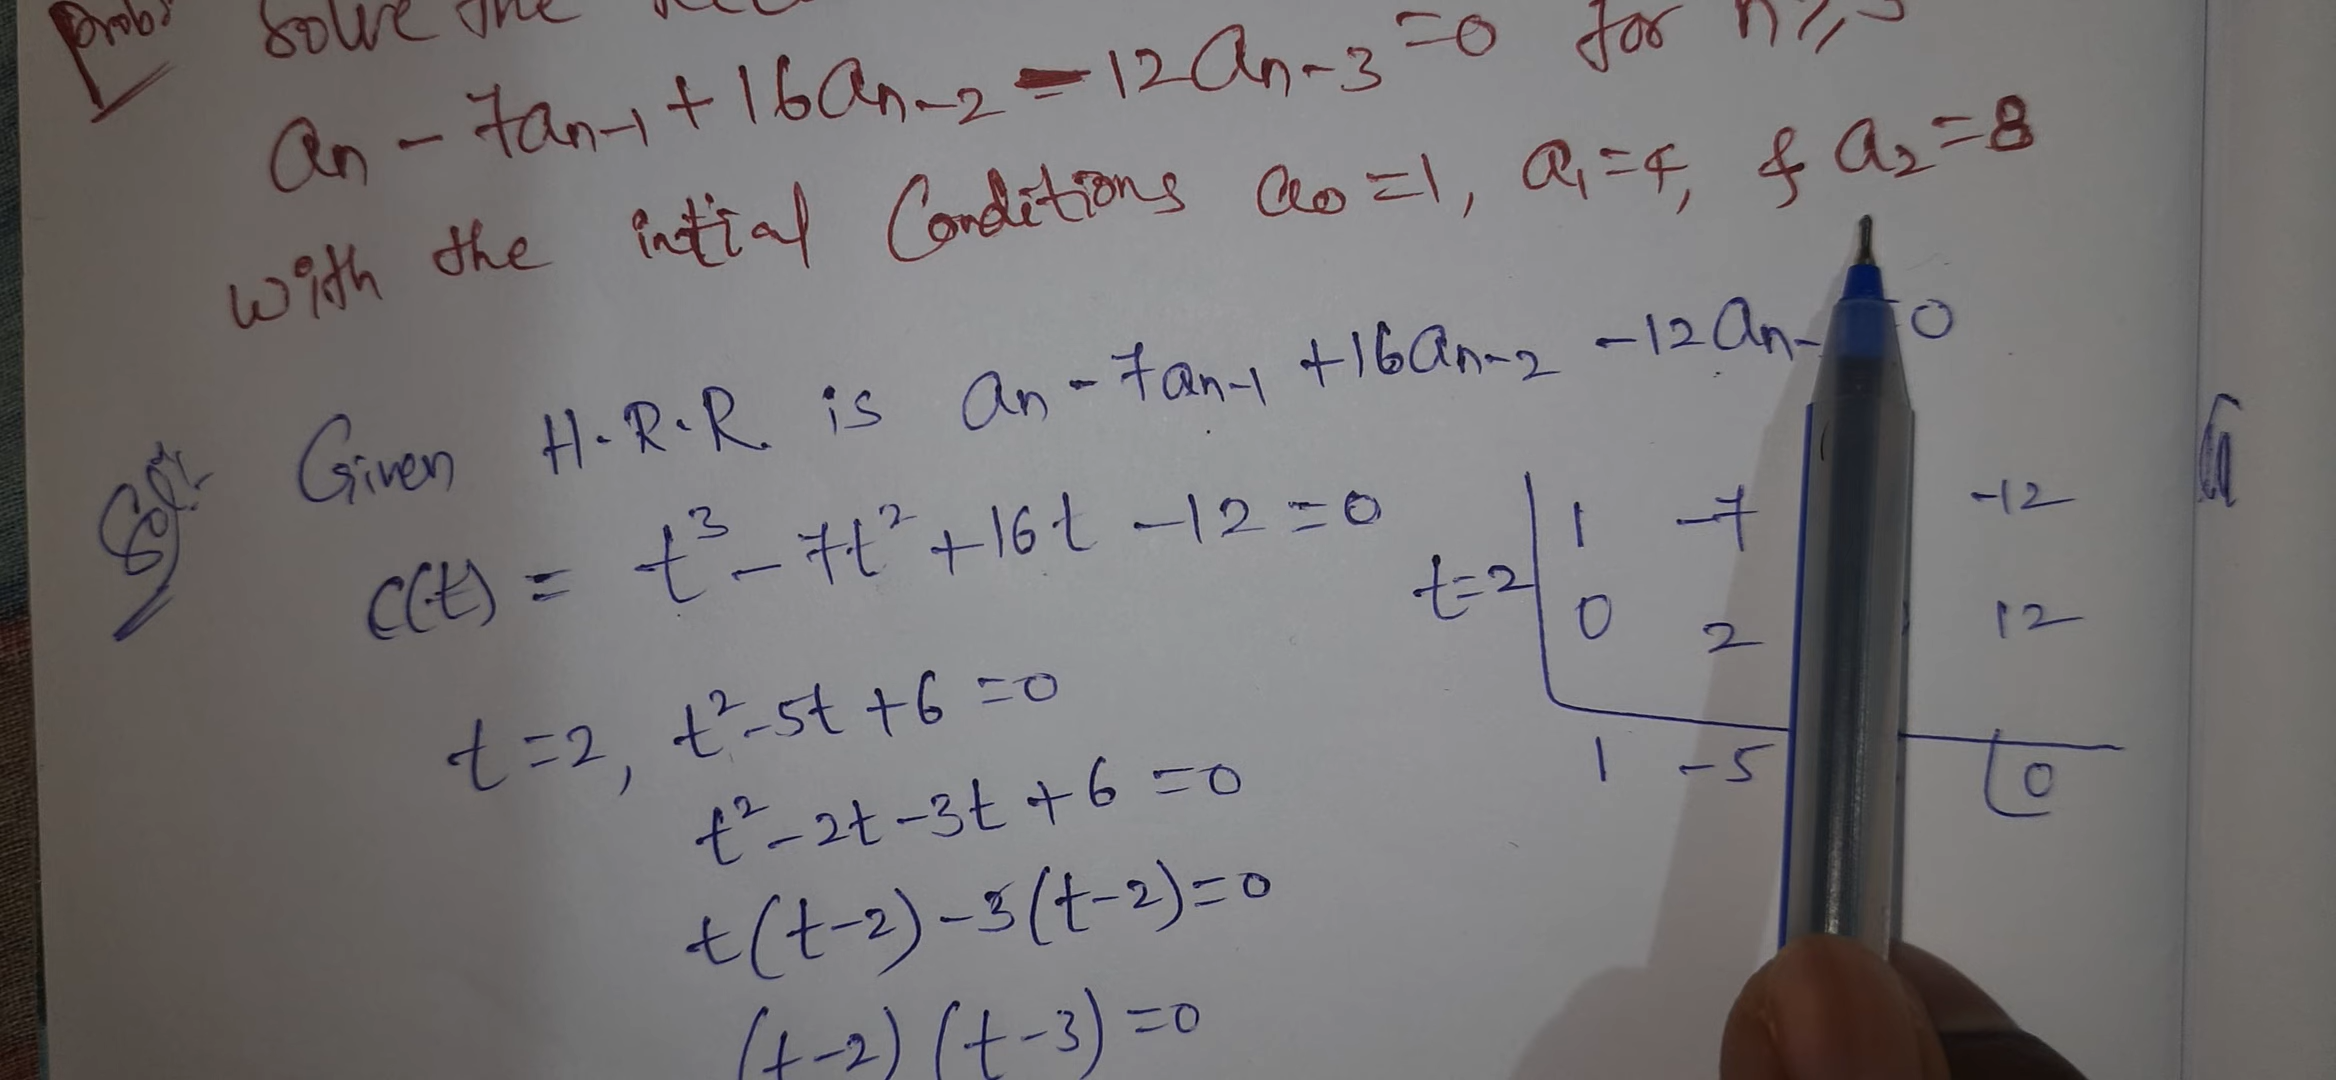 Prob: Solve the
an - 7an-1 + 16an-2 - 12an-3 = 0 for n ≥
with the intial Conditions a0 = 1, a1 = 4, & a2 = 8
Sol: Given H.R.R. is an - 7an-1 + 16an-2 - 12an- 0
C(t) = t³ - 7t² + 16t - 12 = 0
t = 2, t² - 5t + 6 = 0
t² - 2t - 3t + 6 = 0
t(t-2) - 3(t-2) = 0
(t-2) (t-3) = 0
1 -7 -12
t=2 0 2 12
1 -5 0